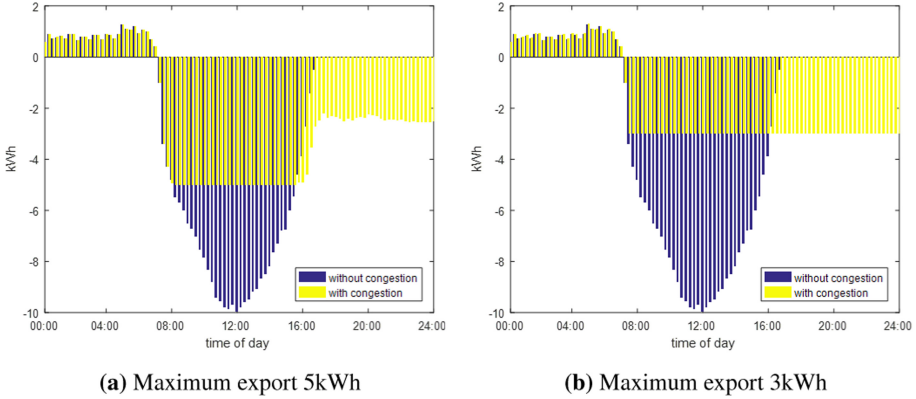 2
0
-2
-4
-6
-8
-10
kWh
00:00 04:00 08:00 12:00 16:00 20:00 24:00
time of day
without congestion
with congestion
(a) Maximum export 5kWh
2
0
-2
-4
-6
-8
-10
kWh
00:00 04:00 08:00 12:00 16:00 20:00 24:00
time of day
without congestion
with congestion
(b) Maximum export 3kWh